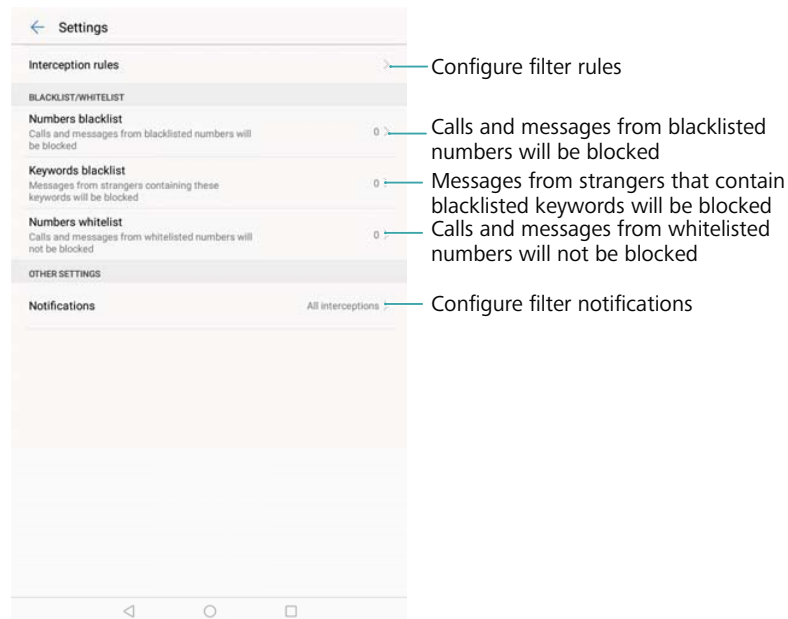 Settings
Interception rules
Configure filter rules
BLACKLIST/WHITELIST
Numbers blacklist
Calls and messages from blacklisted numbers will
be blocked
0
Calls and messages from blacklisted
numbers will be blocked
Keywords blacklist
Messages from strangers containing these
keywords will be blocked
0
Messages from strangers that contain
blacklisted keywords will be blocked
Numbers whitelist
Calls and messages from whitelisted numbers will
not be blocked
0
Calls and messages from whitelisted
numbers will not be blocked
OTHER SETTINGS
Notifications
All interceptions
Configure filter notifications